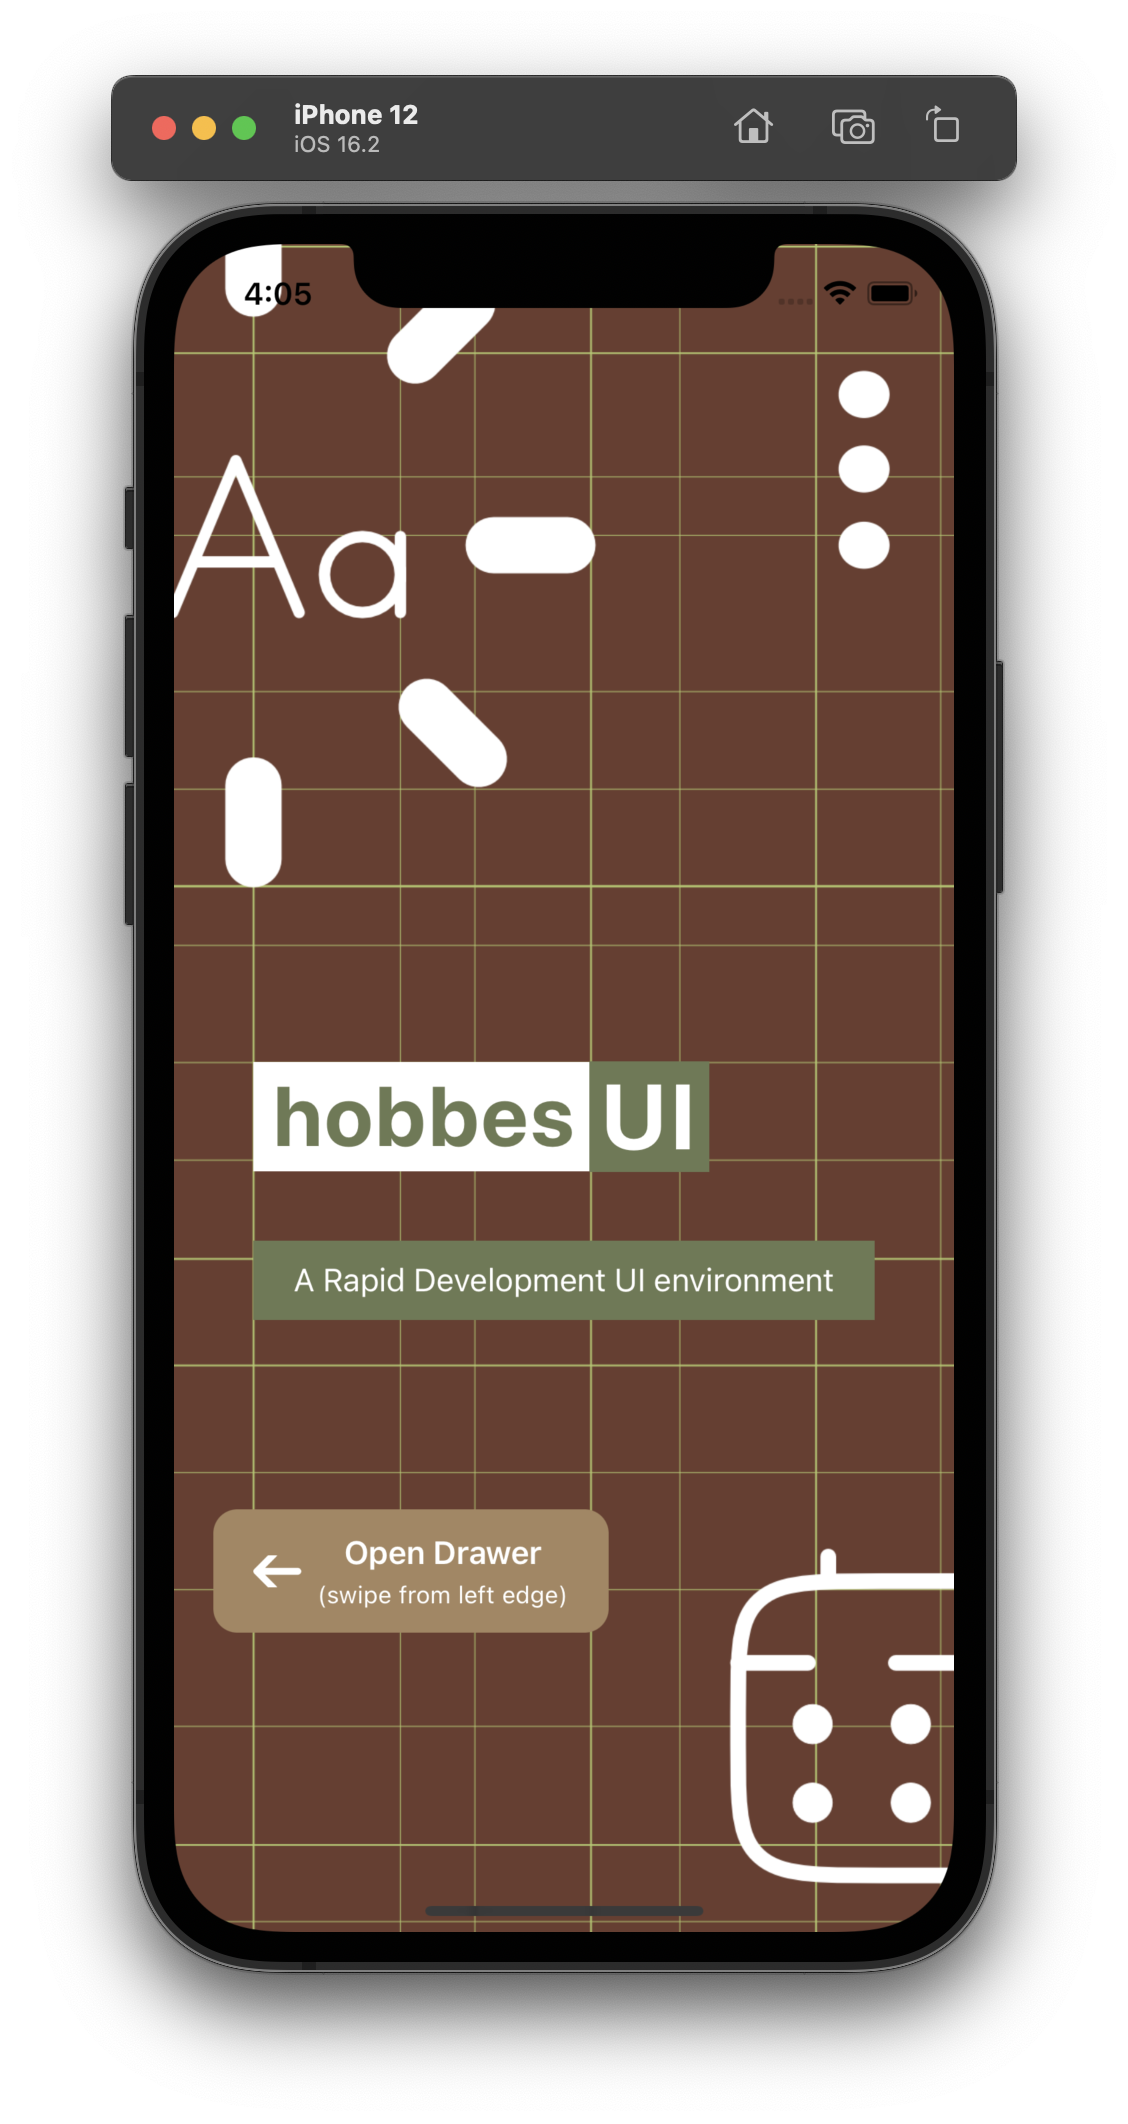 iPhone 12
iOS 16.2
4:05
Aa
hobbes UI
A Rapid Development UI environment
Open Drawer
(swipe from left edge)